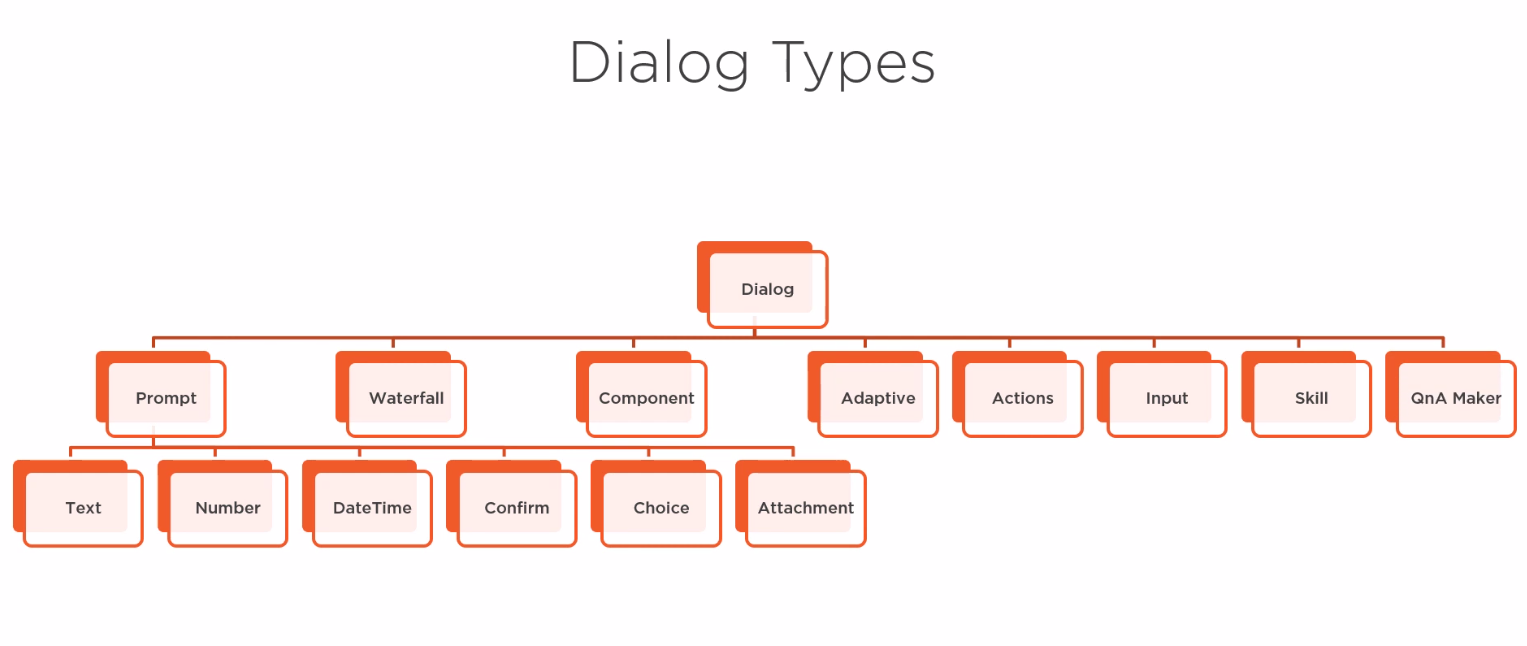 Dialog Types
Dialog
Prompt
Waterfall
Component
Adaptive
Actions
Input
Skill
QnA Maker
Text
Number
DateTime
Confirm
Choice
Attachment